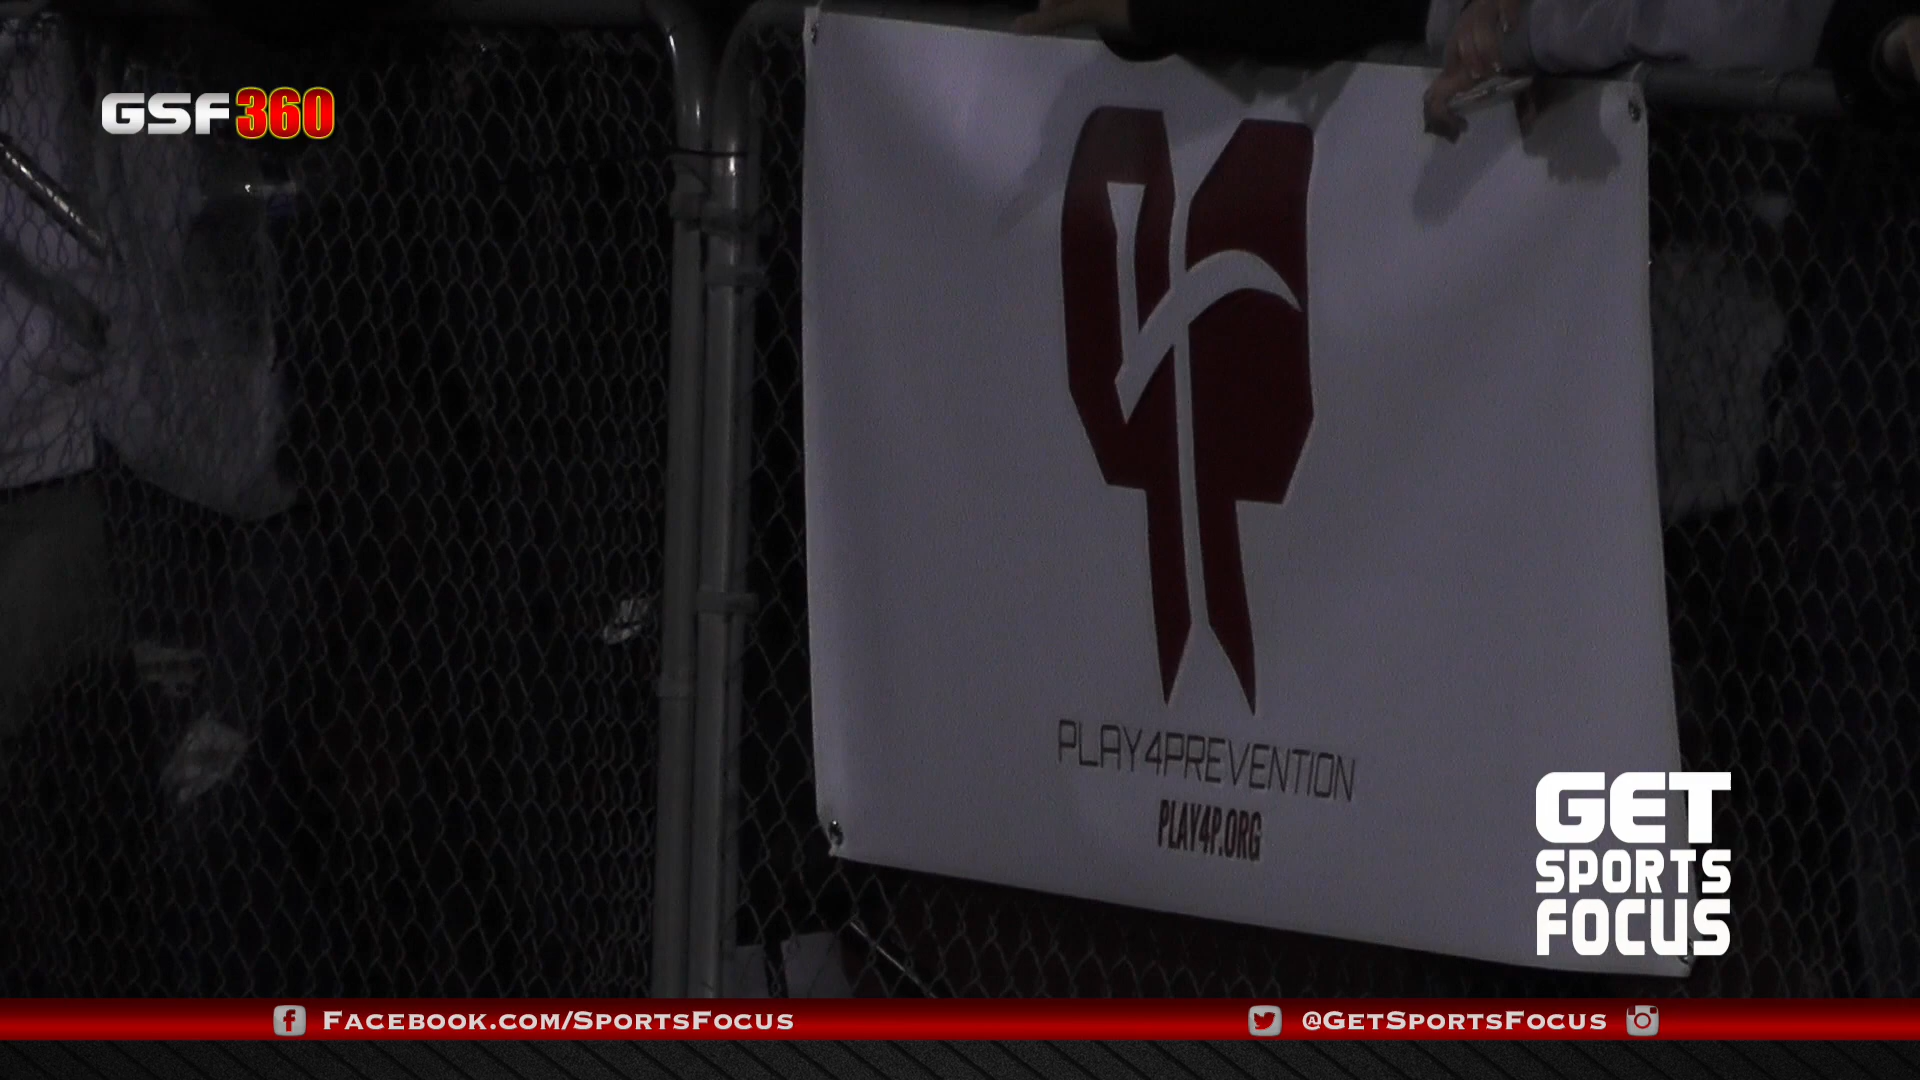 GSF360
PLAY4PREVENTION
PLAY4P.ORG
GET
SPORTS
FOCUS
FACEBOOK.COM/SPORTSFOCUS
@GETSPORTSFOCUS